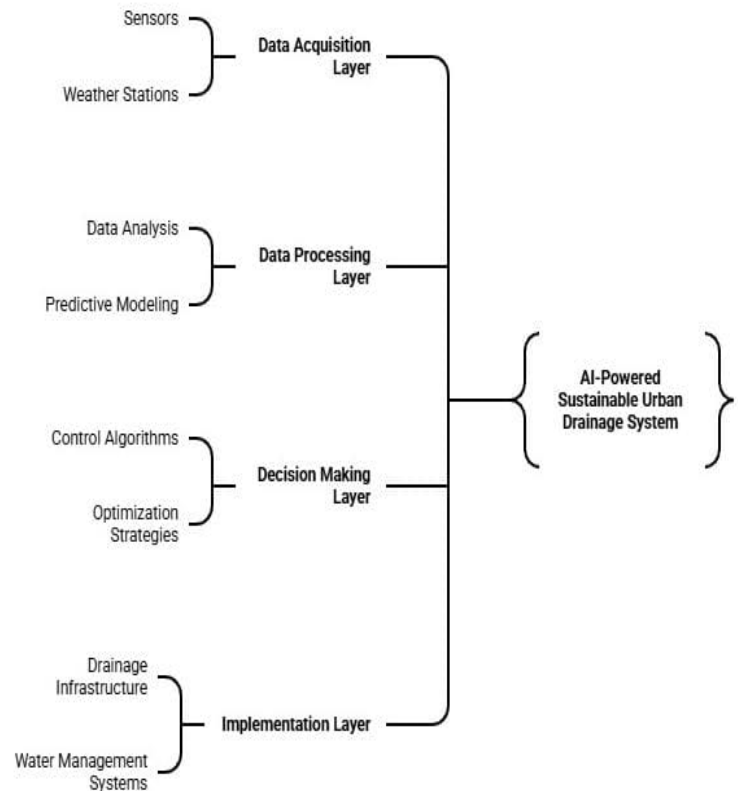 Sensors
Data Acquisition
Layer
Weather Stations
Data Analysis
Data Processing
Layer
Predictive Modeling
AI-Powered
Sustainable Urban
Drainage System
Control Algorithms
Decision Making
Layer
Optimization
Strategies
Drainage
Infrastructure
Implementation Layer
Water Management
Systems